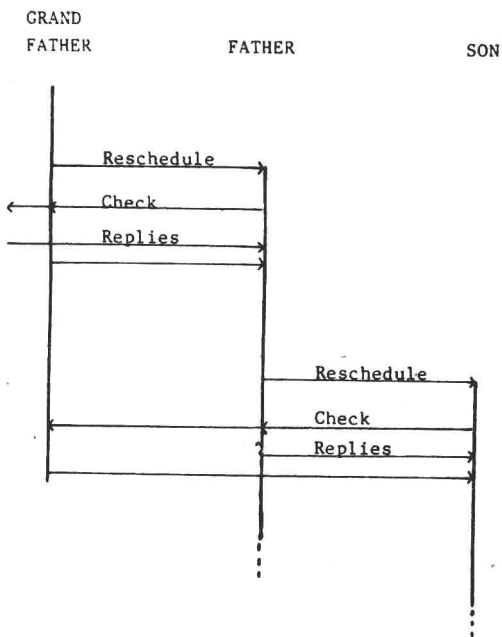 GRAND
FATHER FATHER SON
Reschedule
Check
Replies
Reschedule
Check
Replies